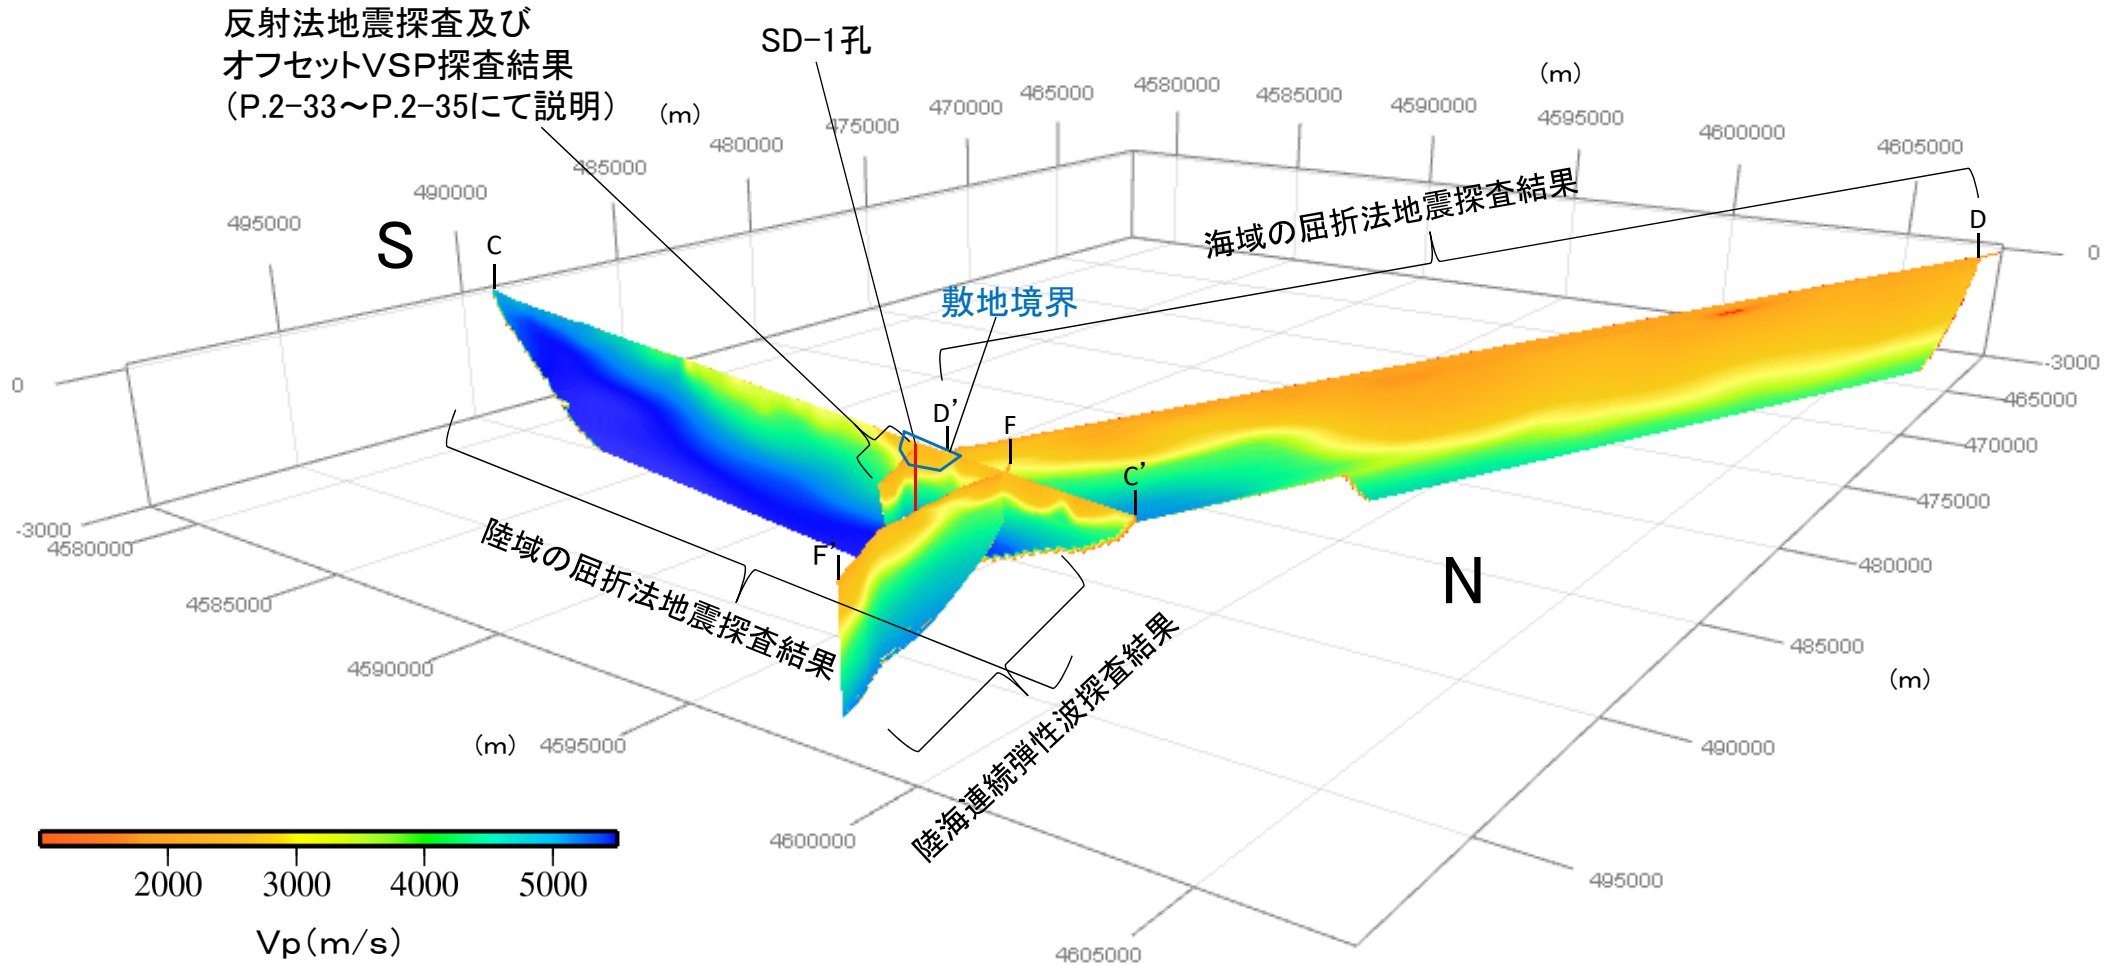 反射法地震探査及び
オフセットVSP探査結果
（P.2-33～P.2-35にて説明）
SD-1孔
(m)
(m)
495000
490000
485000
480000
475000
470000
465000
4580000
4585000
4590000
4595000
4600000
4605000
S
C
海域の屈折法地震探査結果
D
敷地境界
0
0
-3000
-3000
D'
F
C'
F'
N
陸域の屈折法地震探査結果
陸海連続弾性波探査結果
465000
470000
475000
480000
485000
490000
495000
(m)
4580000
4585000
4590000
4595000
4600000
4605000
(m)
2000 3000 4000 5000
Vp(m/s)